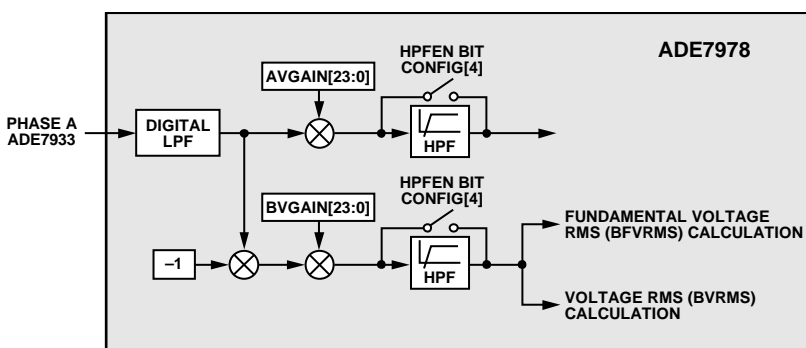 ADE7978
HPFEN BIT
CONFIG[4]
AVGAIN[23:0]
PHASE A
ADE7933
DIGITAL
LPF
HPF
HPFEN BIT
CONFIG[4]
BVGAIN[23:0]
FUNDAMENTAL VOLTAGE
RMS (BFVRMS) CALCULATION
–1
HPF
VOLTAGE RMS (BVRMS)
CALCULATION